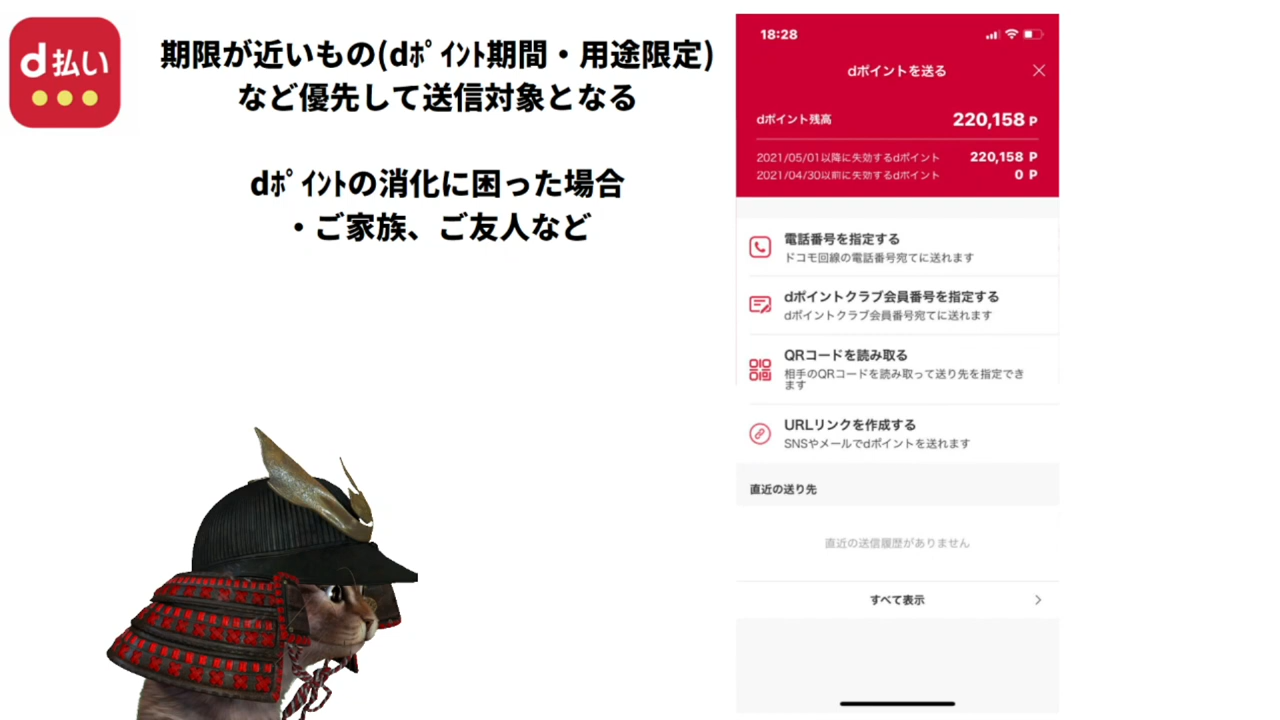 d払い
期限が近いもの(dﾎﾟｲﾝﾄ期間・用途限定)
など優先して送信対象となる
dﾎﾟｲﾝﾄの消化に困った場合
・ご家族、ご友人など
18:28
dポイントを送る
dポイント残高 220,158 P
2021/05/01以降に失効するdポイント 220,158 P
2021/04/30以前に失効するdポイント 0 P
電話番号を指定する
ドコモ回線の電話番号宛てに送れます
dポイントクラブ会員番号を指定する
dポイントクラブ会員番号宛てに送れます
QRコードを読み取る
相手のQRコードを読み取って送り先を指定でき
ます
URLリンクを作成する
SNSやメールでdポイントを送れます
直近の送り先
直近の送信履歴がありません
すべて表示